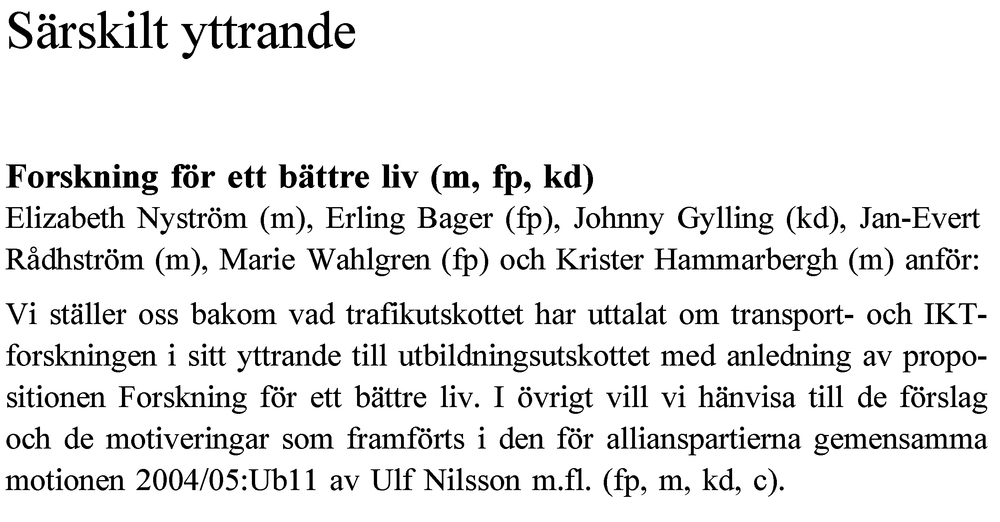 Särskilt yttrande
Forskning för ett bättre liv (m, fp, kd)
Elizabeth Nyström (m), Erling Bager (fp), Johnny Gylling (kd), Jan-Evert
Rådhström (m), Marie Wahlgren (fp) och Krister Hammarbergh (m) anför:
Vi ställer oss bakom vad trafikutskottet har uttalat om transport- och IKT-
forskningen i sitt yttrande till utbildningsutskottet med anledning av propo-
sitionen Forskning för ett bättre liv. I övrigt vill vi hänvisa till de förslag
och de motiveringar som framförts i den för allianspartierna gemensamma
motionen 2004/05:Ub11 av Ulf Nilsson m.fl. (fp, m, kd, c).